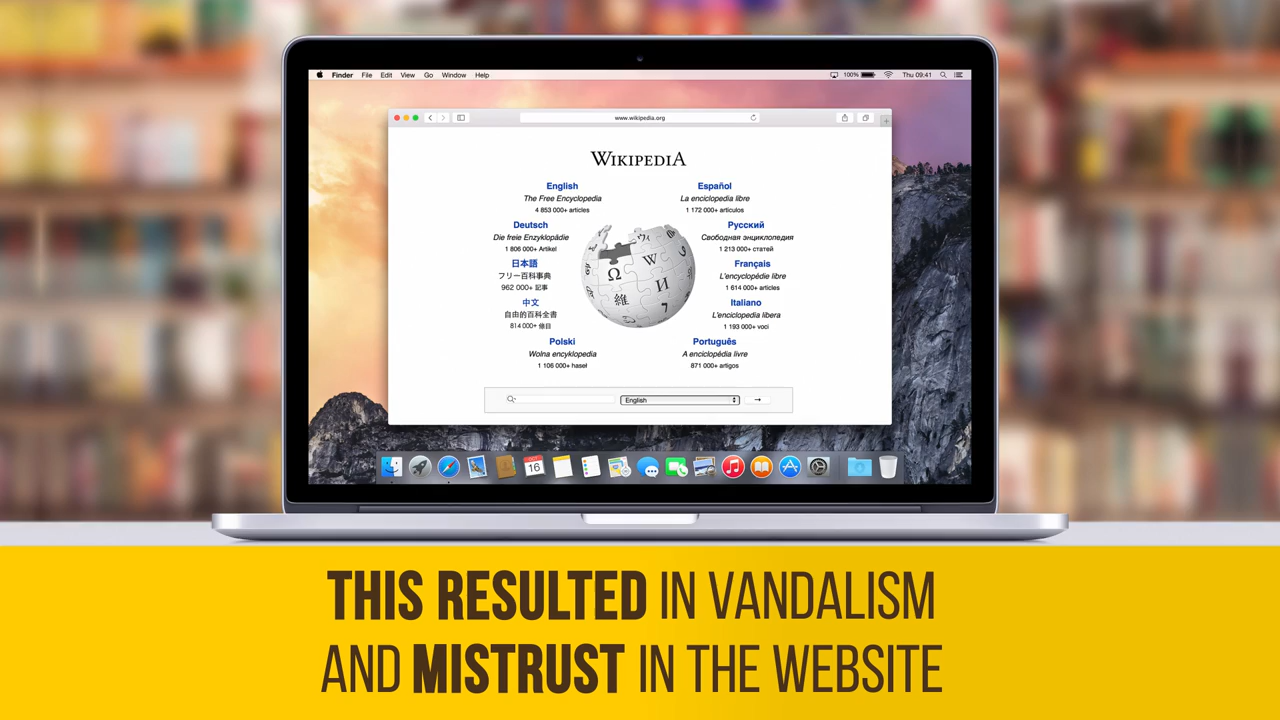 Finder File Edit View Go Window Help 100% Thu 09:41
www.wikipedia.org
WIKIPEDIA
English
The Free Encyclopedia
4 853 000+ articles
Español
La enciclopedia libre
1 172 000+ artículos
Deutsch
Die freie Enzyklopädie
1 806 000+ Artikel
Русский
Свободная энциклопедия
1 213 000+ статей
日本語
フリー百科事典
962 000+ 記事
Français
L'encyclopédie libre
1 614 000+ articles
中文
自由的百科全書
814 000+ 條目
Italiano
L'enciclopedia libera
1 193 000+ voci
Polski
Wolna encyklopedia
1 106 000+ haseł
Português
A enciclopédia livre
871 000+ artigos
Ω W И 維 7
English
OCT
16
THIS RESULTED IN VANDALISM
AND MISTRUST IN THE WEBSITE